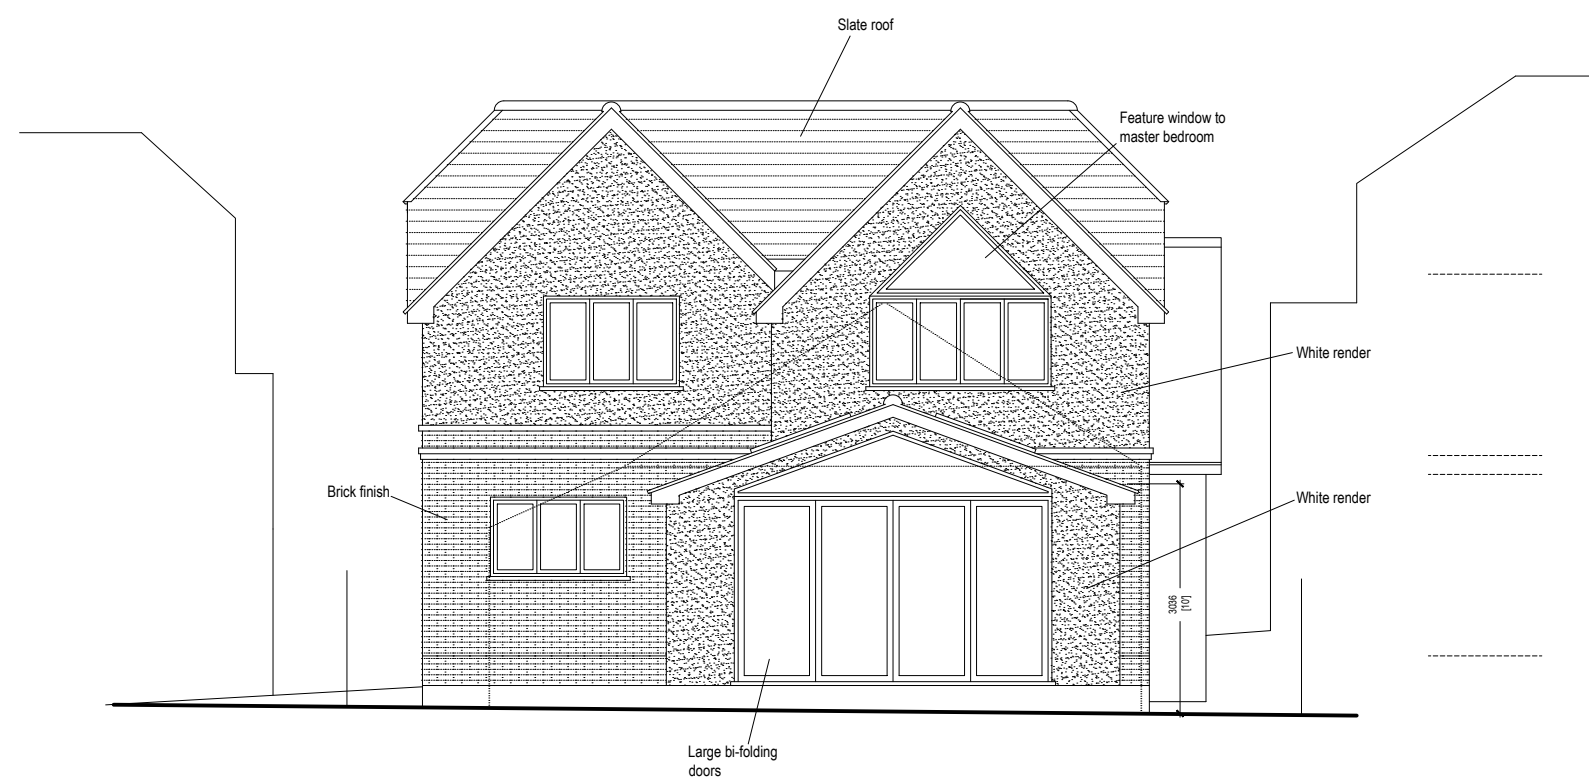 Slate roof
Feature window to
master bedroom
White render
Brick finish
White render
3036
[10']
Large bi-folding
doors